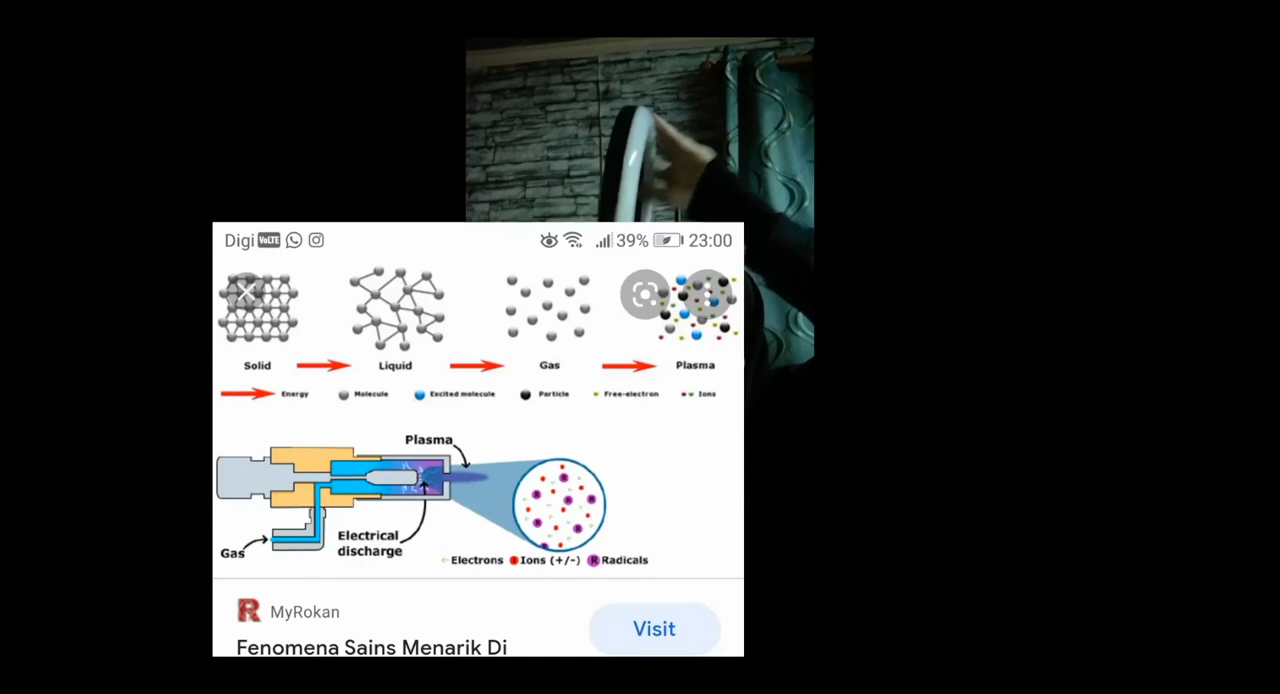 Digi VoLTE 39% 23:00
Solid Liquid Gas Plasma
Energy Molecule Excited molecule Particle Free-electron Ions
Plasma
Electrical
discharge
Gas
Electrons Ions (+/-) R Radicals
R MyRokan
Visit
Fenomena Sains Menarik Di